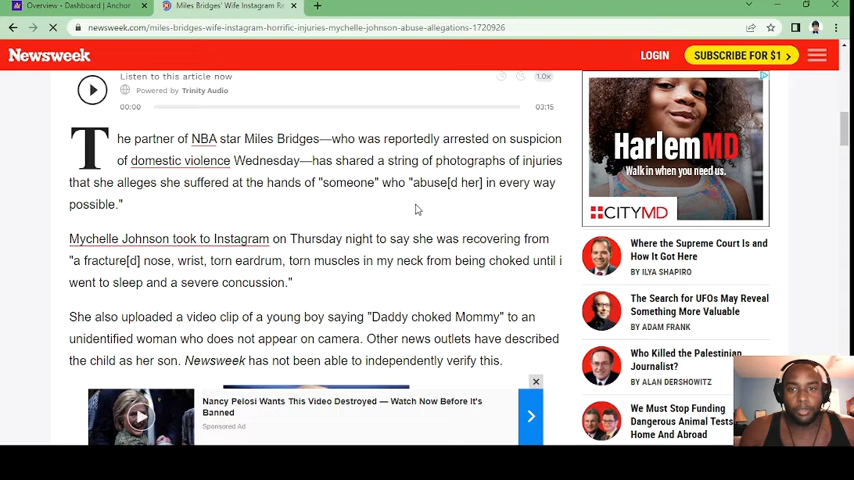 Overview - Dashboard | Anchor
Miles Bridges' Wife Instagram R
newsweek.com/miles-bridges-wife-instagram-horrific-injuries-mychelle-johnson-abuse-allegations-1720926
Newsweek
LOGIN
SUBSCRIBE FOR $1 >
Listen to this article now
Powered by Trinity Audio
1.0x
00:00
03:15
The partner of NBA star Miles Bridges—who was reportedly arrested on suspicion
of domestic violence Wednesday—has shared a string of photographs of injuries
that she alleges she suffered at the hands of "someone" who "abuse[d her] in every way
possible."
Mychelle Johnson took to Instagram on Thursday night to say she was recovering from
"a fracture[d] nose, wrist, torn eardrum, torn muscles in my neck from being choked until i
went to sleep and a severe concussion."
She also uploaded a video clip of a young boy saying "Daddy choked Mommy" to an
unidentified woman who does not appear on camera. Other news outlets have described
the child as her son. Newsweek has not been able to independently verify this.
Nancy Pelosi Wants This Video Destroyed — Watch Now Before It's
Banned
Sponsored Ad
HarlemMD
Walk in when you need us.
CITYMD
Where the Supreme Court Is and
How It Got Here
BY ILYA SHAPIRO
The Search for UFOs May Reveal
Something More Valuable
BY ADAM FRANK
Who Killed the Palestinian
Journalist?
BY ALAN DERSHOWITZ
We Must Stop Funding
Dangerous Animal Tests
Home And Abroad